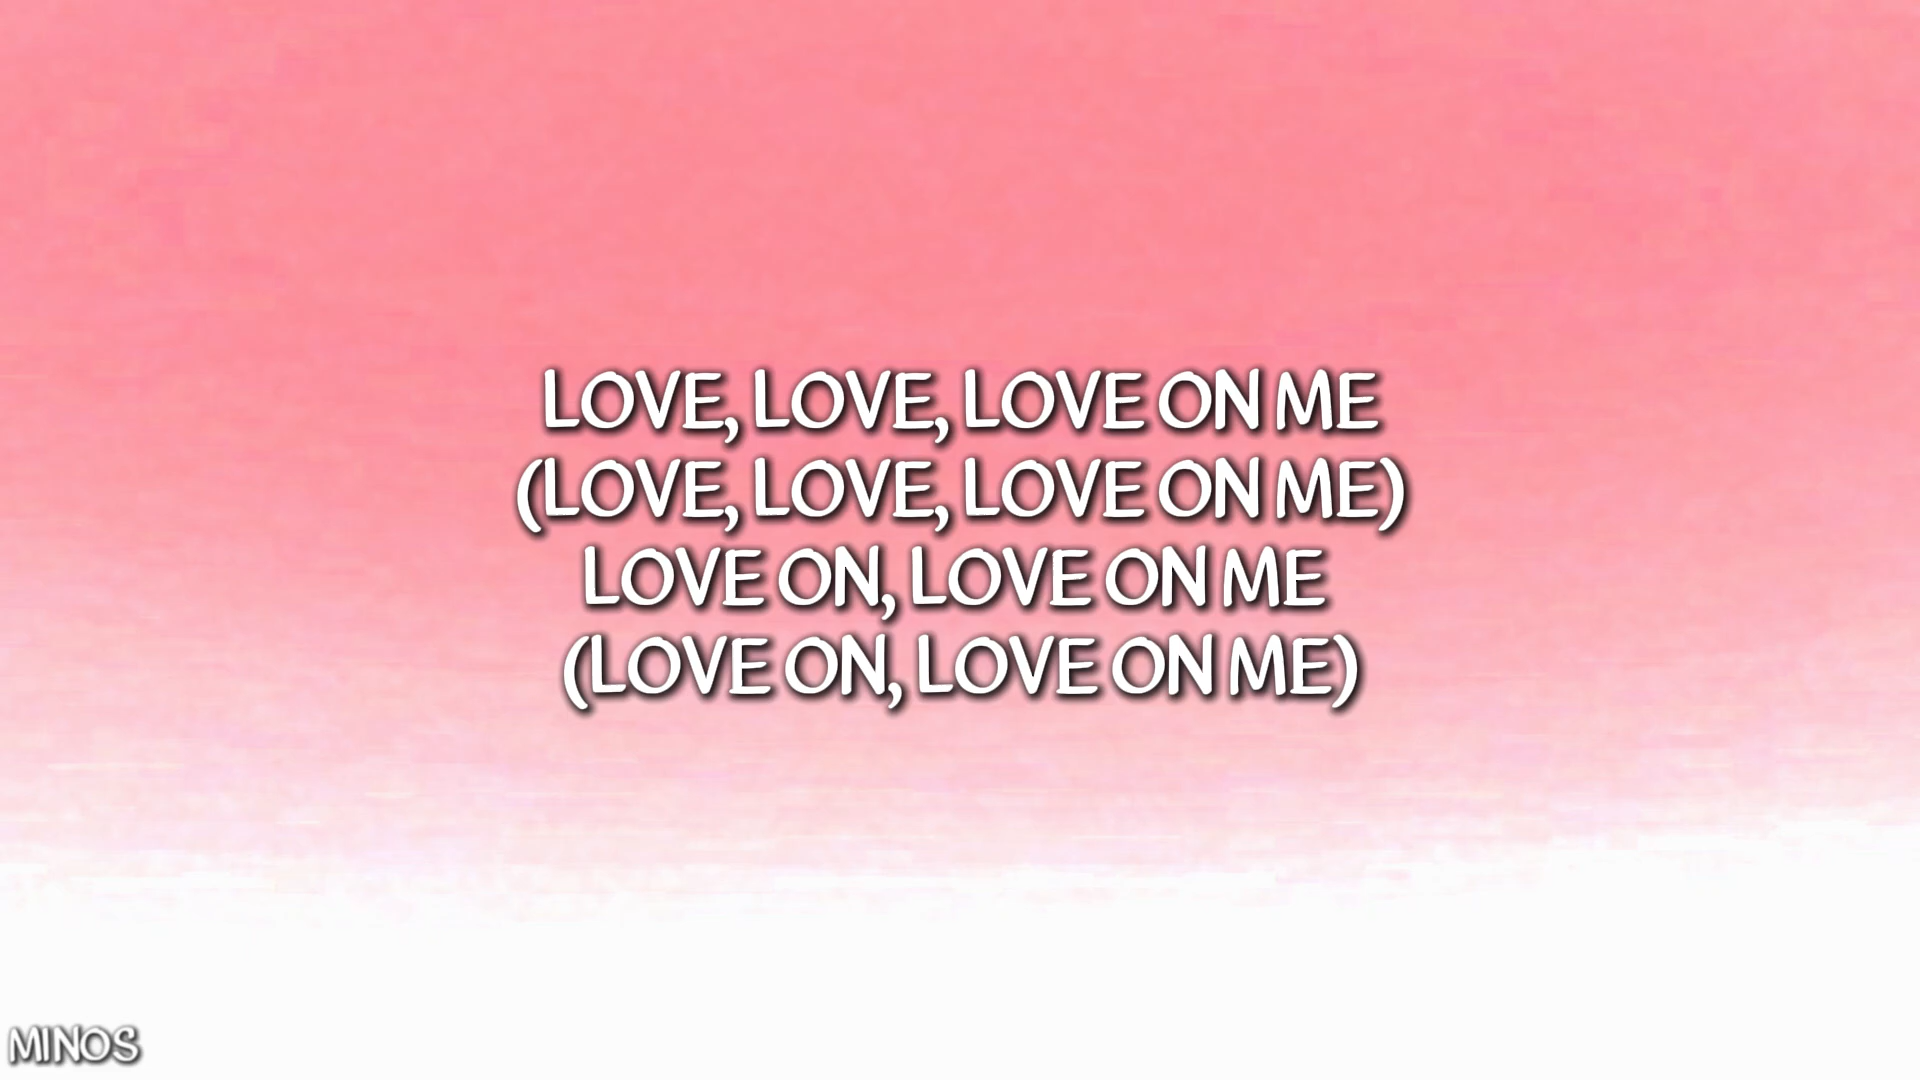 LOVE, LOVE, LOVE ON ME
(LOVE, LOVE, LOVE ON ME)
LOVE ON, LOVE ON ME
(LOVE ON, LOVE ON ME)
MINOS